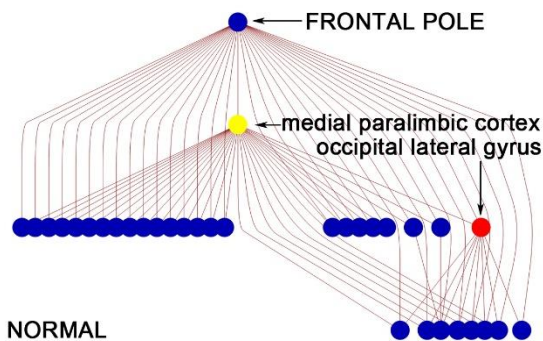 FRONTAL POLE
medial paralimbic cortex
occipital lateral gyrus
NORMAL